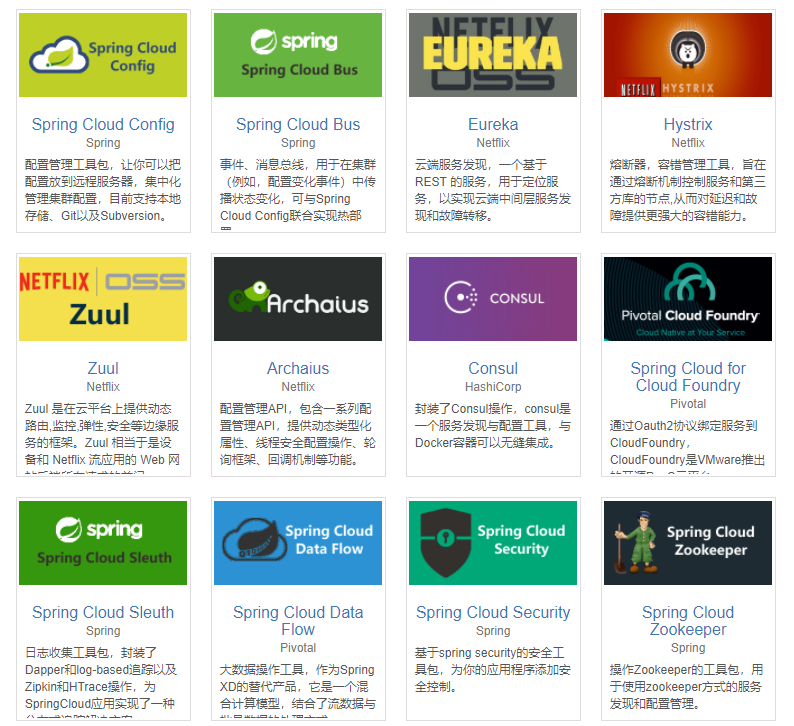 Spring Cloud
Config
Spring Cloud Config
Spring
配置管理工具包，让你可以把
配置放到远程服务器，集中化
管理集群配置，目前支持本地
存储、Git以及Subversion。
spring
Spring Cloud Bus
Spring Cloud Bus
Spring
事件、消息总线，用于在集群
（例如，配置变化事件）中传
播状态变化，可与Spring
Cloud Config联合实现热部
NETFLIX
EUREKA
OSS
Eureka
Netflix
云端服务发现，一个基于
REST 的服务，用于定位服
务，以实现云端中间层服务发
现和故障转移。
NETFLIX HYSTRIX
Hystrix
Netflix
熔断器，容错管理工具，旨在
通过熔断机制控制服务和第三
方库的节点,从而对延迟和故
障提供更强大的容错能力。
NETFLIX OSS
Zuul
Zuul
Netflix
Zuul 是在云平台上提供动态
路由,监控,弹性,安全等边缘服
务的框架。Zuul 相当于是设
备和 Netflix 流应用的 Web 网
Archaius
Archaius
Netflix
配置管理API，包含一系列配
置管理API，提供动态类型化
属性、线程安全配置操作、轮
询框架、回调机制等功能。
CONSUL
Consul
HashiCorp
封装了Consul操作，consul是
一个服务发现与配置工具，与
Docker容器可以无缝集成。
Pivotal Cloud Foundry
Cloud Native at Your Service
Spring Cloud for
Cloud Foundry
Pivotal
通过Oauth2协议绑定服务到
CloudFoundry，
CloudFoundry是VMware推出
spring
Spring Cloud Sleuth
Spring Cloud Sleuth
Spring
日志收集工具包，封装了
Dapper和log-based追踪以及
Zipkin和HTrace操作，为
SpringCloud应用实现了一种
Spring Cloud
Data Flow
Spring Cloud Data
Flow
Pivotal
大数据操作工具，作为Spring
XD的替代产品，它是一个混
合计算模型，结合了流数据与
Spring Cloud
Security
Spring Cloud Security
Spring
基于spring security的安全工
具包，为你的应用程序添加安
全控制。
Spring Cloud
Zookeeper
Spring Cloud
Zookeeper
Spring
操作Zookeeper的工具包，用
于使用zookeeper方式的服务
发现和配置管理。